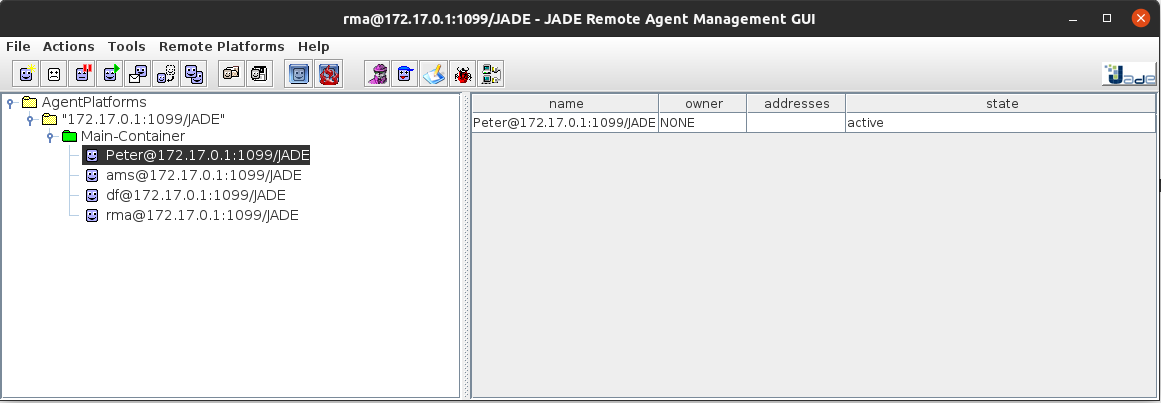 rma@172.17.0.1:1099/JADE - JADE Remote Agent Management GUI
File Actions Tools Remote Platforms Help
Jade
AgentPlatforms
"172.17.0.1:1099/JADE"
Main-Container
Peter@172.17.0.1:1099/JADE
ams@172.17.0.1:1099/JADE
df@172.17.0.1:1099/JADE
rma@172.17.0.1:1099/JADE
name owner addresses state
Peter@172.17.0.1:1099/JADE NONE active